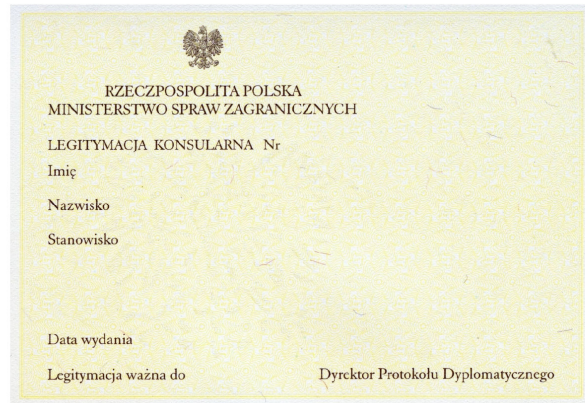 RZECZPOSPOLITA POLSKA
MINISTERSTWO SPRAW ZAGRANICZNYCH
LEGITYMACJA KONSULARNA Nr
Imię
Nazwisko
Stanowisko
Data wydania
Legitymacja ważna do Dyrektor Protokołu Dyplomatycznego